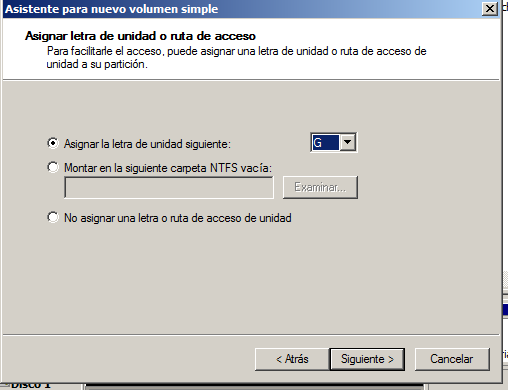 Asistente para nuevo volumen simple
Asignar letra de unidad o ruta de acceso
Para facilitarle el acceso, puede asignar una letra de unidad o ruta de acceso de
unidad a su partición.
Asignar la letra de unidad siguiente:
G
Montar en la siguiente carpeta NTFS vacía:
Examinar...
No asignar una letra o ruta de acceso de unidad
< Atrás
Siguiente >
Cancelar
Disco 1